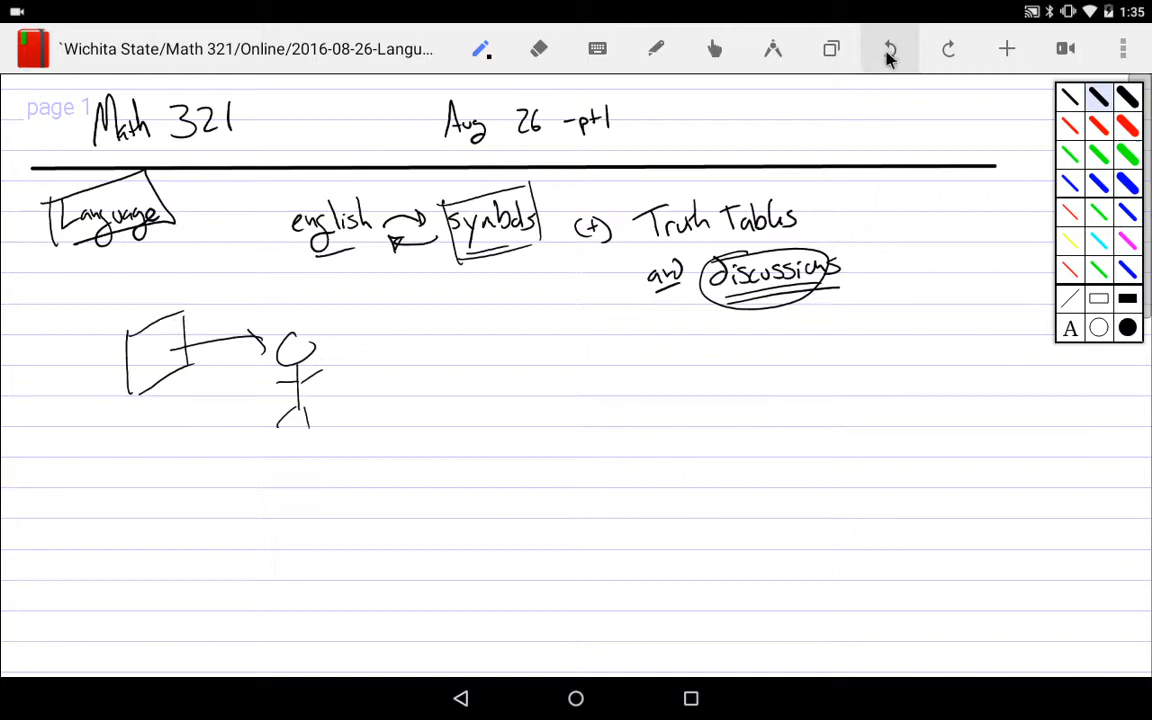 1:35
`Wichita State/Math 321/Online/2016-08-26-Langu...
page 1
Math 321 Aug 26 -pt1
Language english symbols (+) Truth Tables
and discussions
A